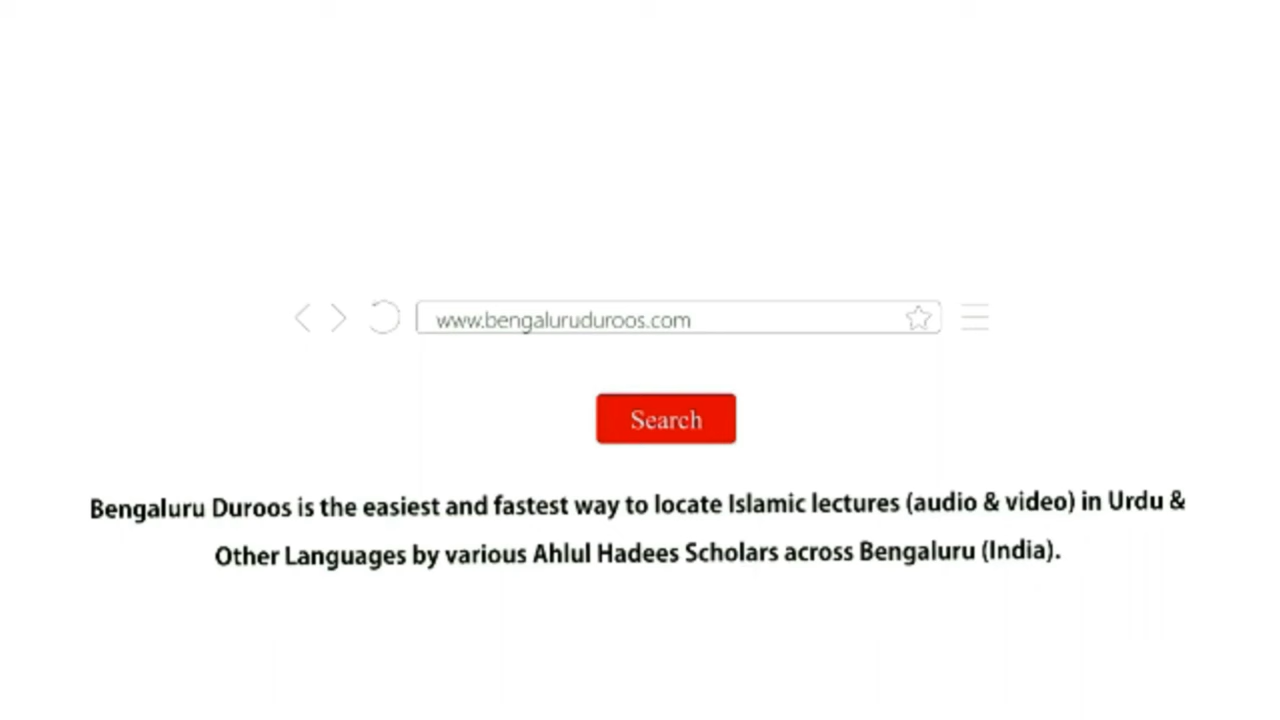 www.bengaluruduroos.com
Search
Bengaluru Duroos is the easiest and fastest way to locate Islamic lectures (audio & video) in Urdu &
Other Languages by various Ahlul Hadees Scholars across Bengaluru (India).